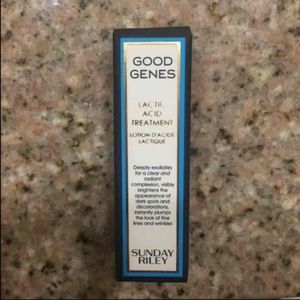 GOOD
GENES
LACTIC
ACID
TREATMENT
LOTION D'ACIDE
LACTIQUE
Deeply exfoliates
for a clear and
radiant
complexion, visibly
brightens the
appearance of
dark spots and
discolorations,
instantly plumps
the look of fine
lines and wrinkles
SUNDAY
RILEY